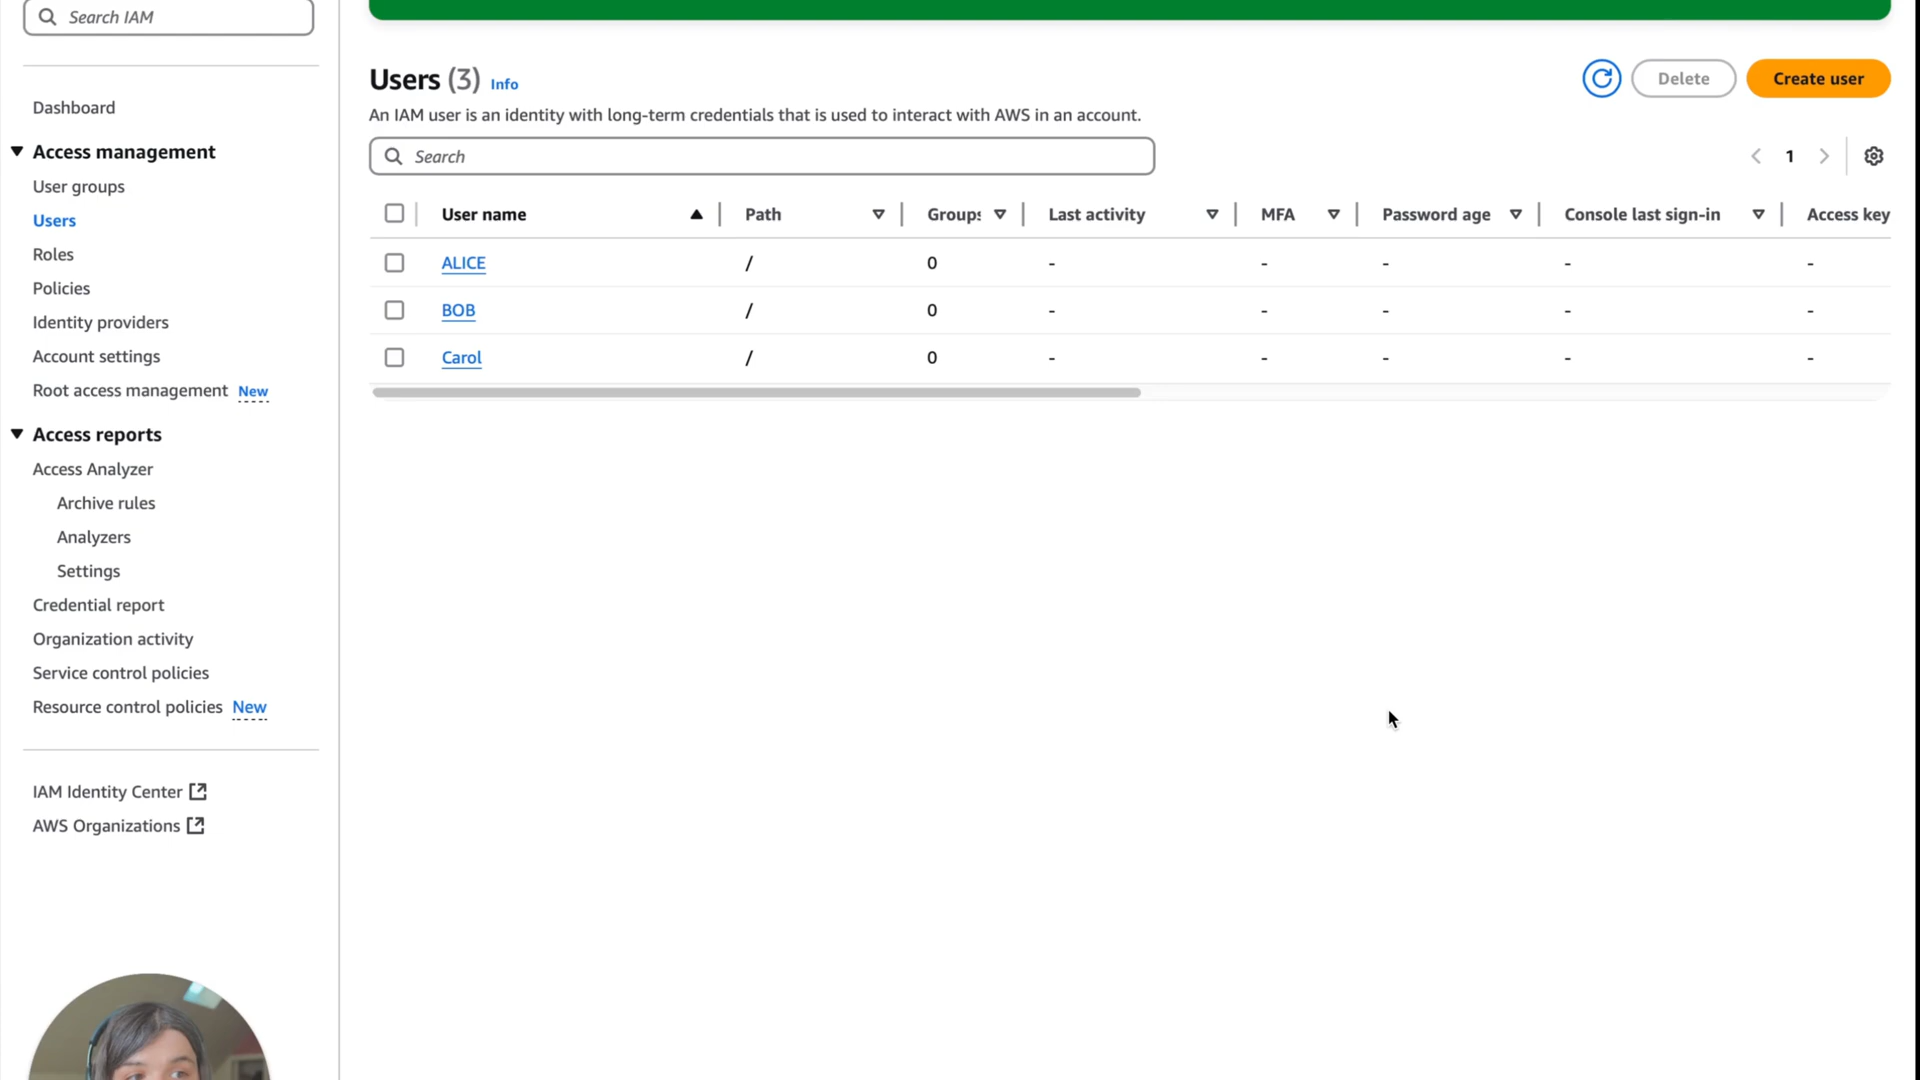 Search IAM
Dashboard
Access management
User groups
Users
Roles
Policies
Identity providers
Account settings
Root access management New
Access reports
Access Analyzer
Archive rules
Analyzers
Settings
Credential report
Organization activity
Service control policies
Resource control policies New
IAM Identity Center
AWS Organizations
Users (3) Info
Delete
Create user
An IAM user is an identity with long-term credentials that is used to interact with AWS in an account.
Search
1
User name Path Groups Last activity MFA Password age Console last sign-in Access key
ALICE / 0 - - - - -
BOB / 0 - - - - -
Carol / 0 - - - - -